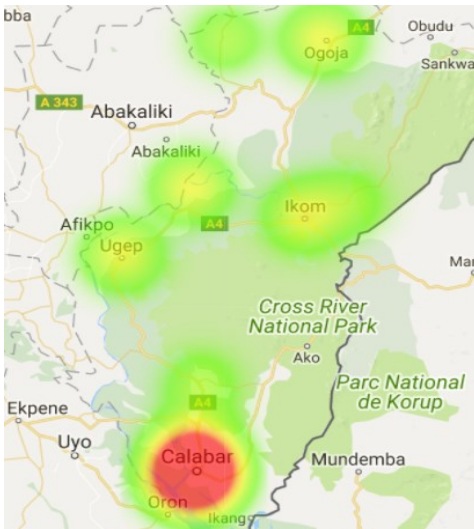 bba
A4
Obudu
Ogoja
Sankwa
A 343
Abakaliki
Abakaliki
Ikom
Afikpo
A4
Ugep
Mar
Cross River
National Park
Ako
Parc National
de Korup
A4
Ekpene
Uyo
Calabar
Mundemba
Oron
Ikang